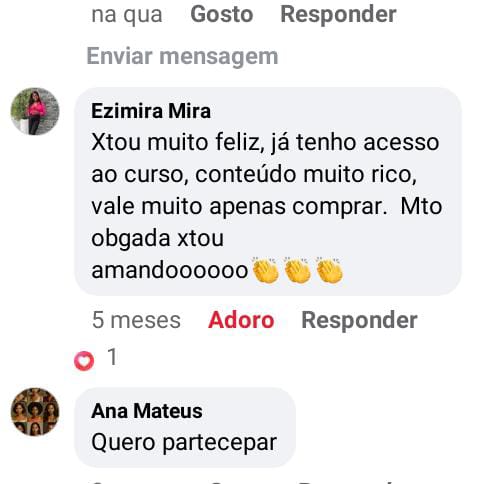 na qua Gosto Responder
Enviar mensagem
Ezimira Mira
Xtou muito feliz, já tenho acesso
ao curso, conteúdo muito rico,
vale muito apenas comprar. Mto
obgada xtou
amandoooooo👏👏👏
5 meses Adoro Responder
1
Ana Mateus
Quero partecepar